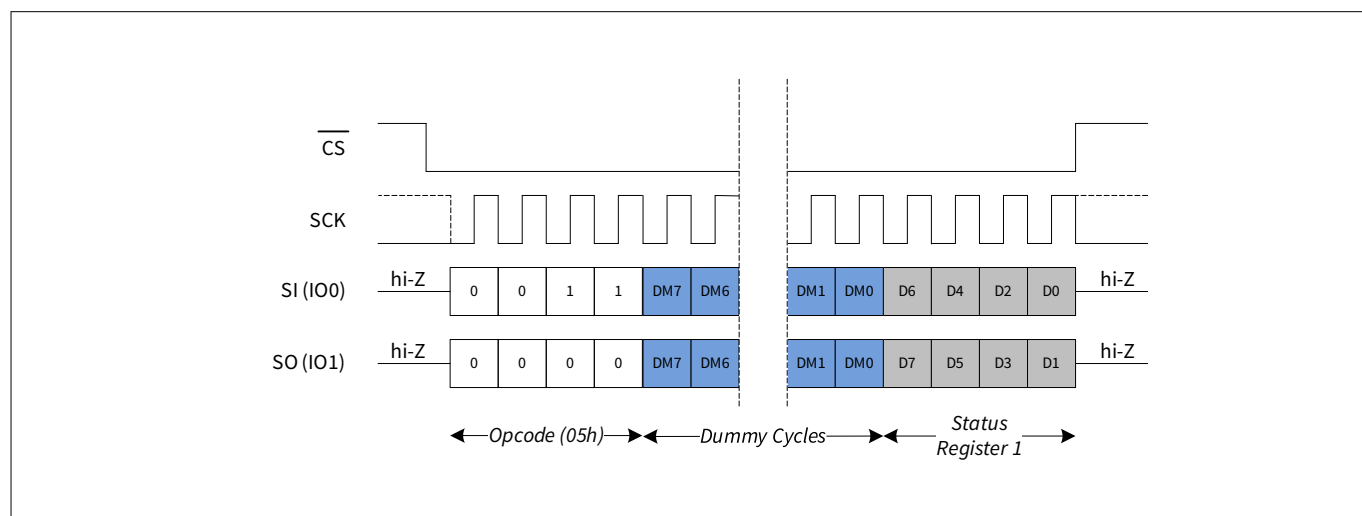 CS
SCK
hi-Z
SI (IO0)
0 0 1 1 DM7 DM6 DM1 DM0 D6 D4 D2 D0
hi-Z
hi-Z
SO (IO1)
0 0 0 0 DM7 DM6 DM1 DM0 D7 D5 D3 D1
hi-Z
Opcode (05h)
Dummy Cycles
Status
Register 1